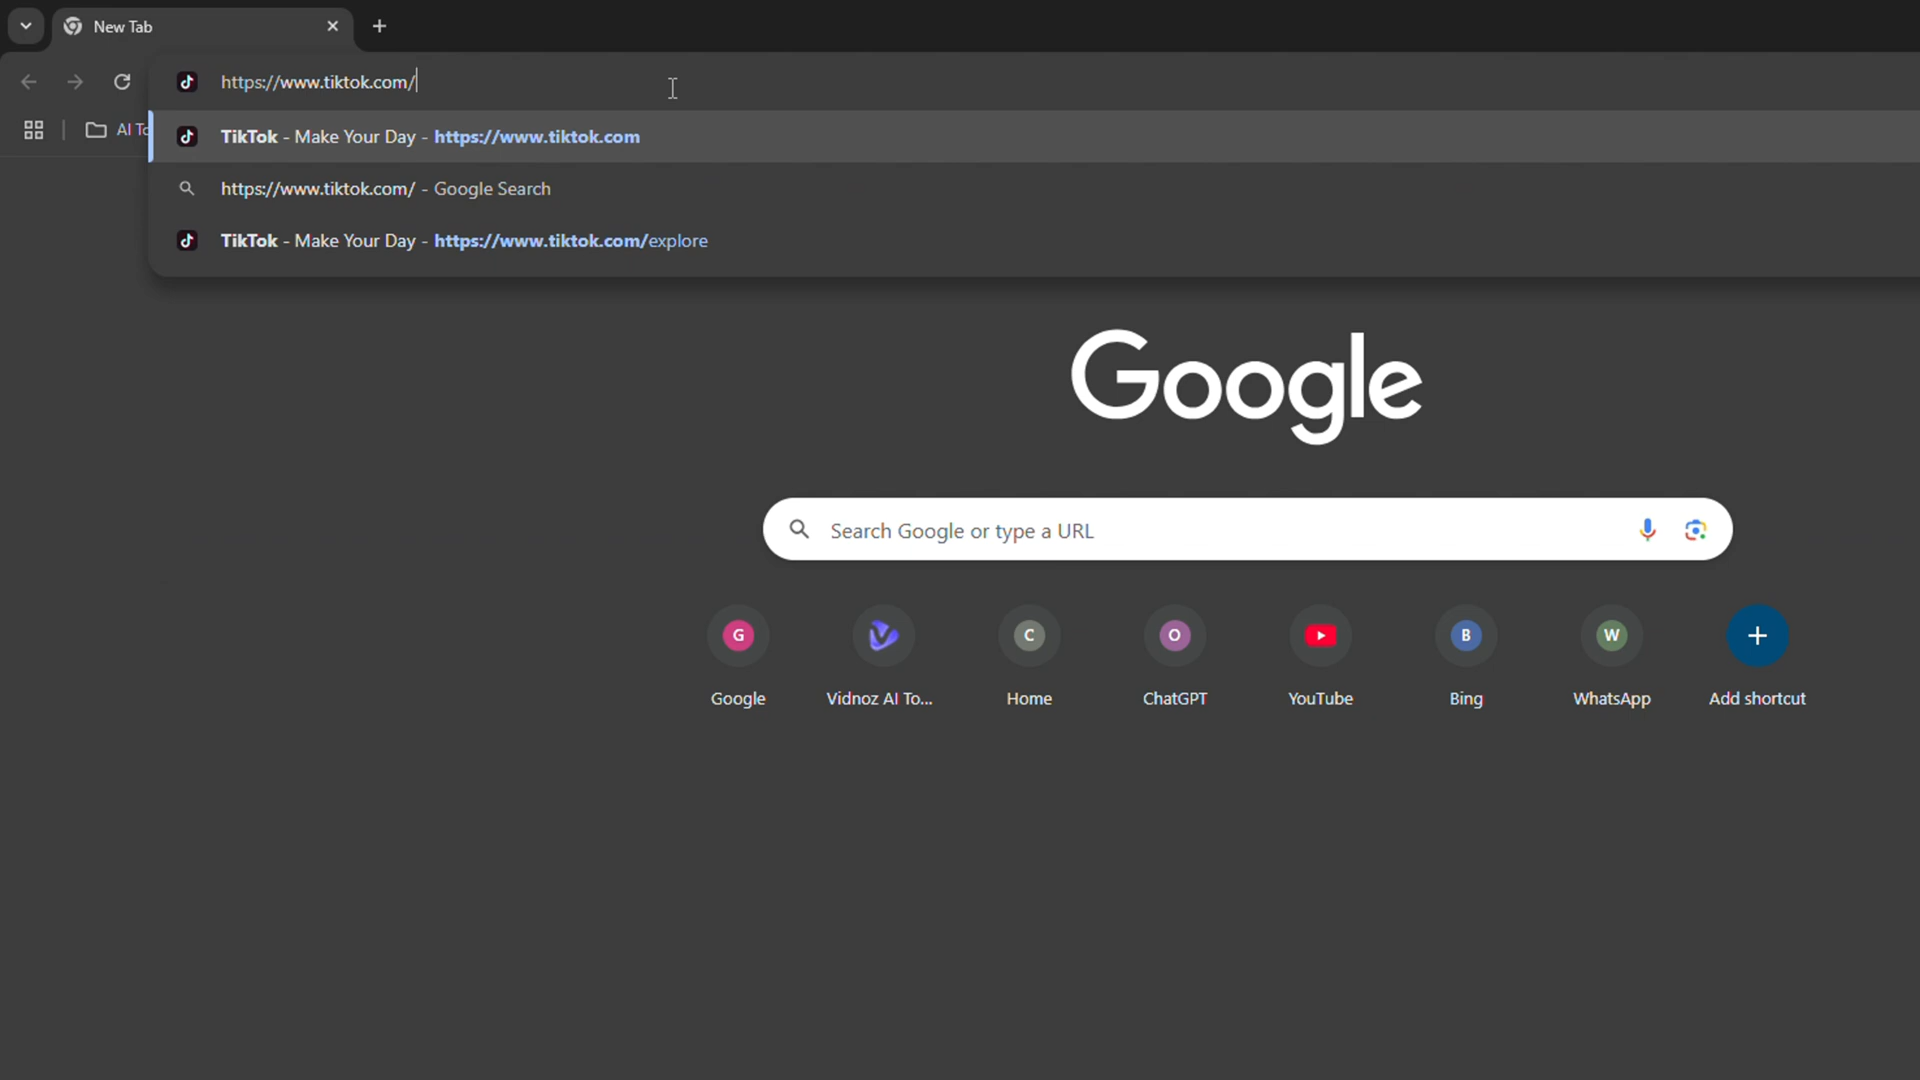 New Tab
https://www.tiktok.com/
AI To
TikTok - Make Your Day - https://www.tiktok.com
https://www.tiktok.com/ - Google Search
TikTok - Make Your Day - https://www.tiktok.com/explore
Google
Search Google or type a URL
G
C
O
B
W
Google
Vidnoz AI To...
Home
ChatGPT
YouTube
Bing
WhatsApp
Add shortcut